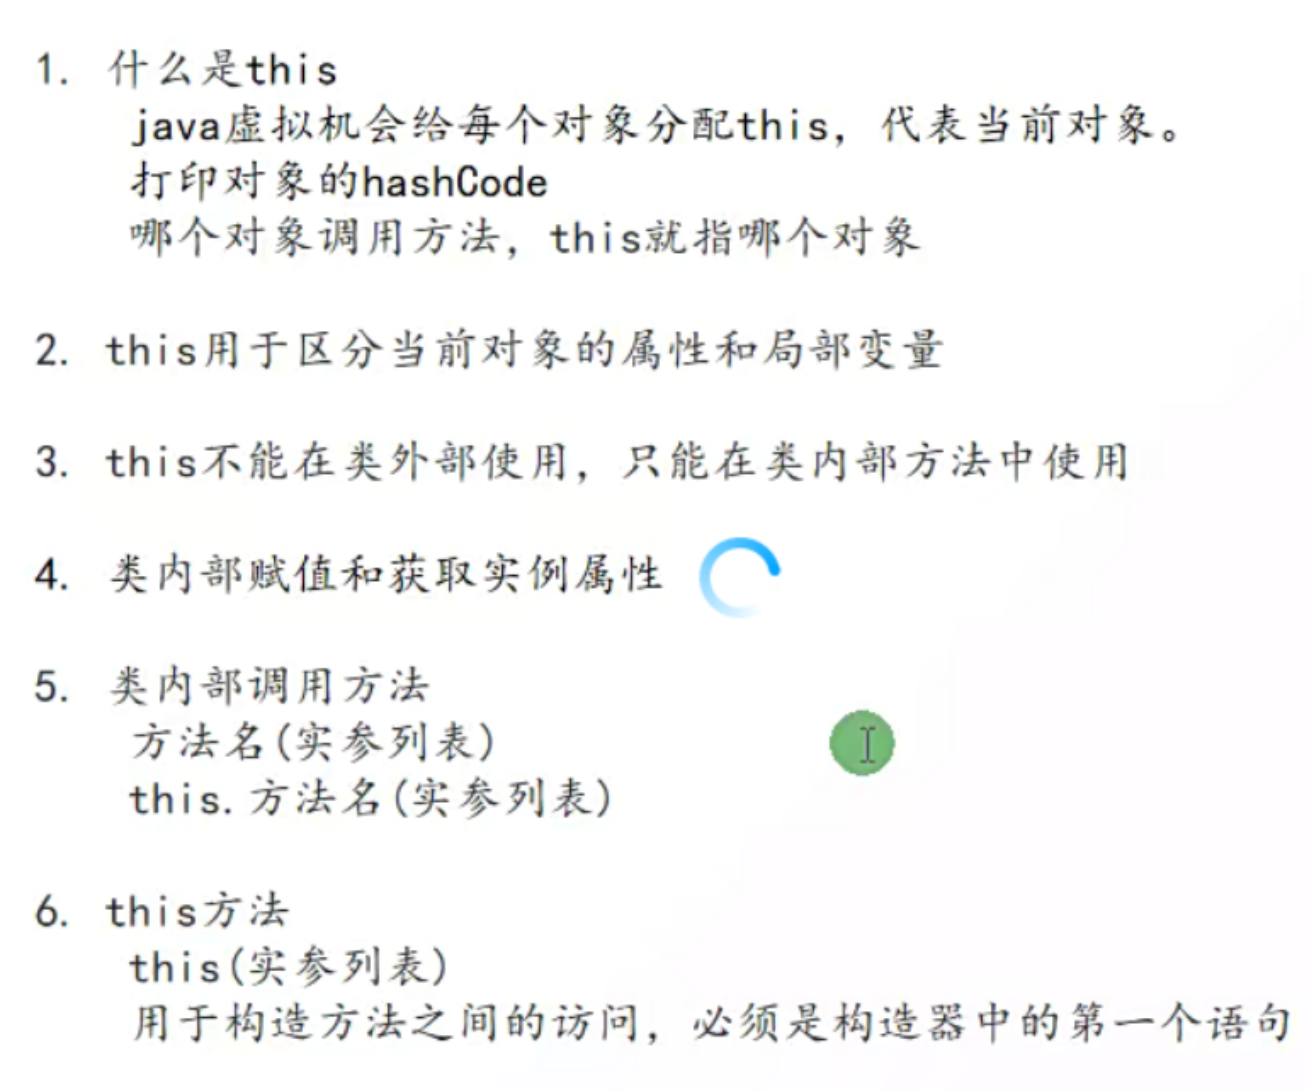 1. 什么是this
java虚拟机会给每个对象分配this，代表当前对象。
打印对象的hashCode
哪个对象调用方法，this就指哪个对象
2. this用于区分当前对象的属性和局部变量
3. this不能在类外部使用，只能在类内部方法中使用
4. 类内部赋值和获取实例属性
5. 类内部调用方法
方法名(实参列表)
this.方法名(实参列表)
6. this方法
this(实参列表)
用于构造方法之间的访问，必须是构造器中的第一个语句